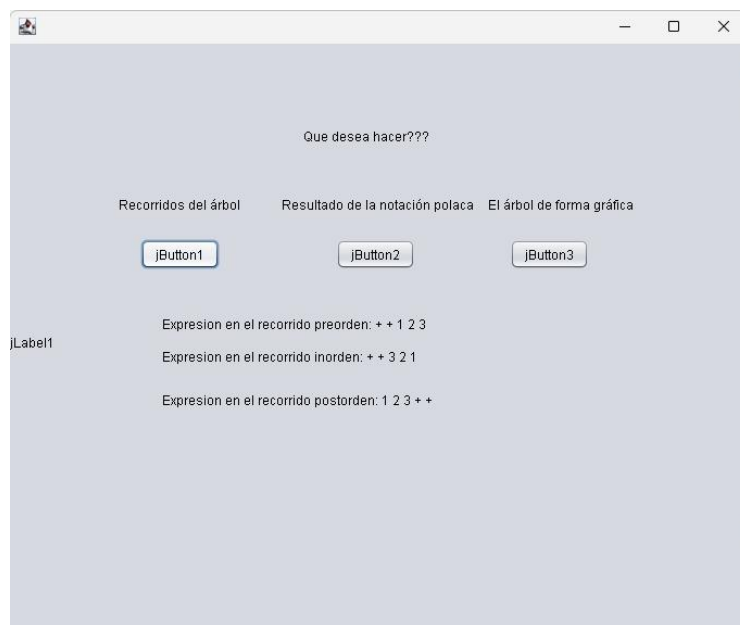 Que desea hacer???
Recorridos del árbol Resultado de la notación polaca El árbol de forma gráfica
jButton1 jButton2 jButton3
Expresion en el recorrido preorden: + + 1 2 3
jLabel1
Expresion en el recorrido inorden: + + 3 2 1
Expresion en el recorrido postorden: 1 2 3 + +